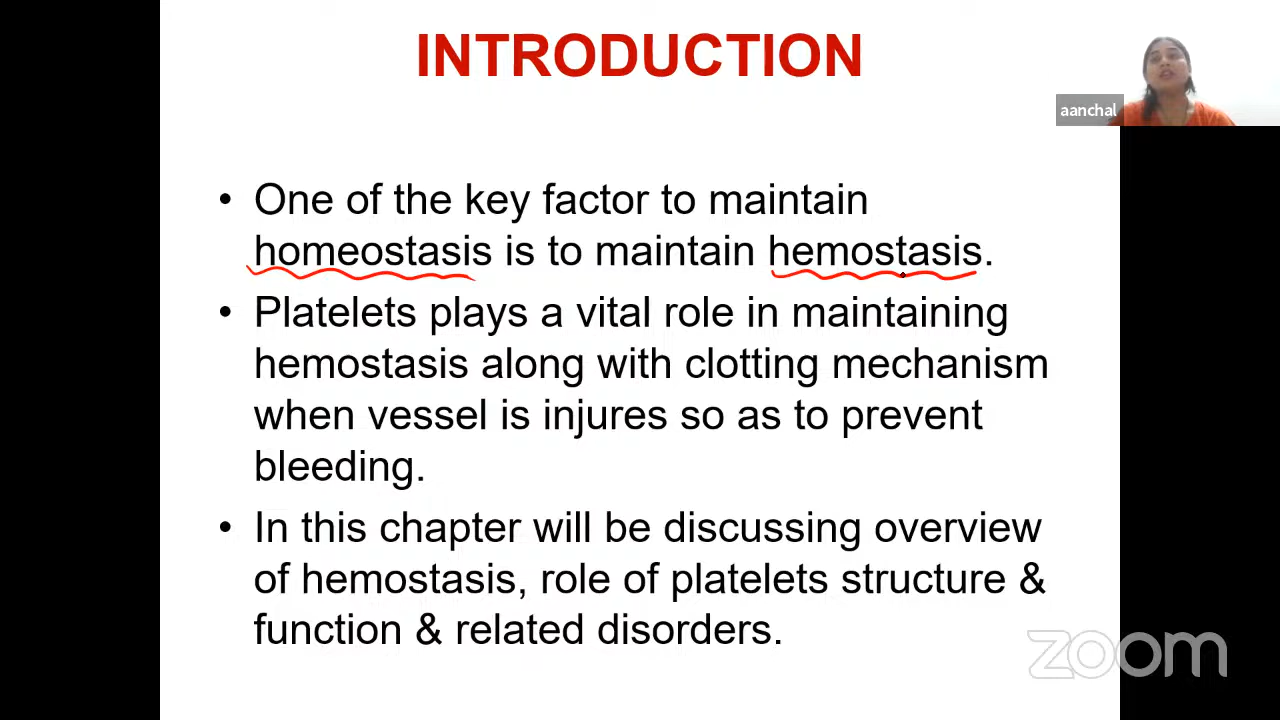 INTRODUCTION
aanchal
• One of the key factor to maintain
homeostasis is to maintain hemostasis.
• Platelets plays a vital role in maintaining
hemostasis along with clotting mechanism
when vessel is injures so as to prevent
bleeding.
• In this chapter will be discussing overview
of hemostasis, role of platelets structure &
function & related disorders.
zoom